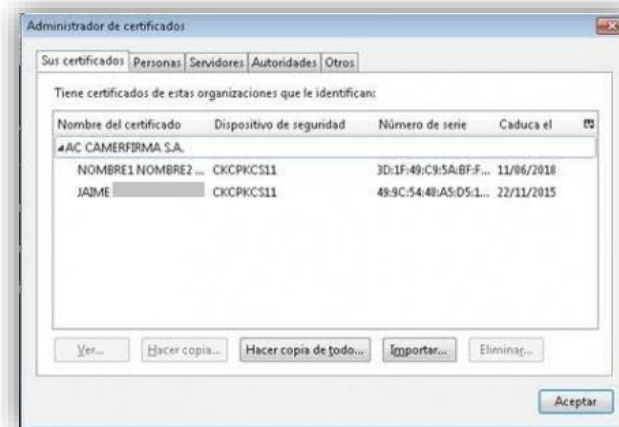 Administrador de certificados
Sus certificados Personas Servidores Autoridades Otros
Tiene certificados de estas organizaciones que le identifican:
Nombre del certificado Dispositivo de seguridad Número de serie Caduca el
AC CAMERFIRMA S.A.
NOMBRE1 NOMBRE2 ... CKCPKCS11 3D:1F:49:C9:5A:BF:F... 11/06/2018
JAIME CKCPKCS11 49:9C:54:48:A5:D5:1... 22/11/2015
Ver... Hacer copia... Hacer copia de todo... Importar... Eliminar...
Aceptar